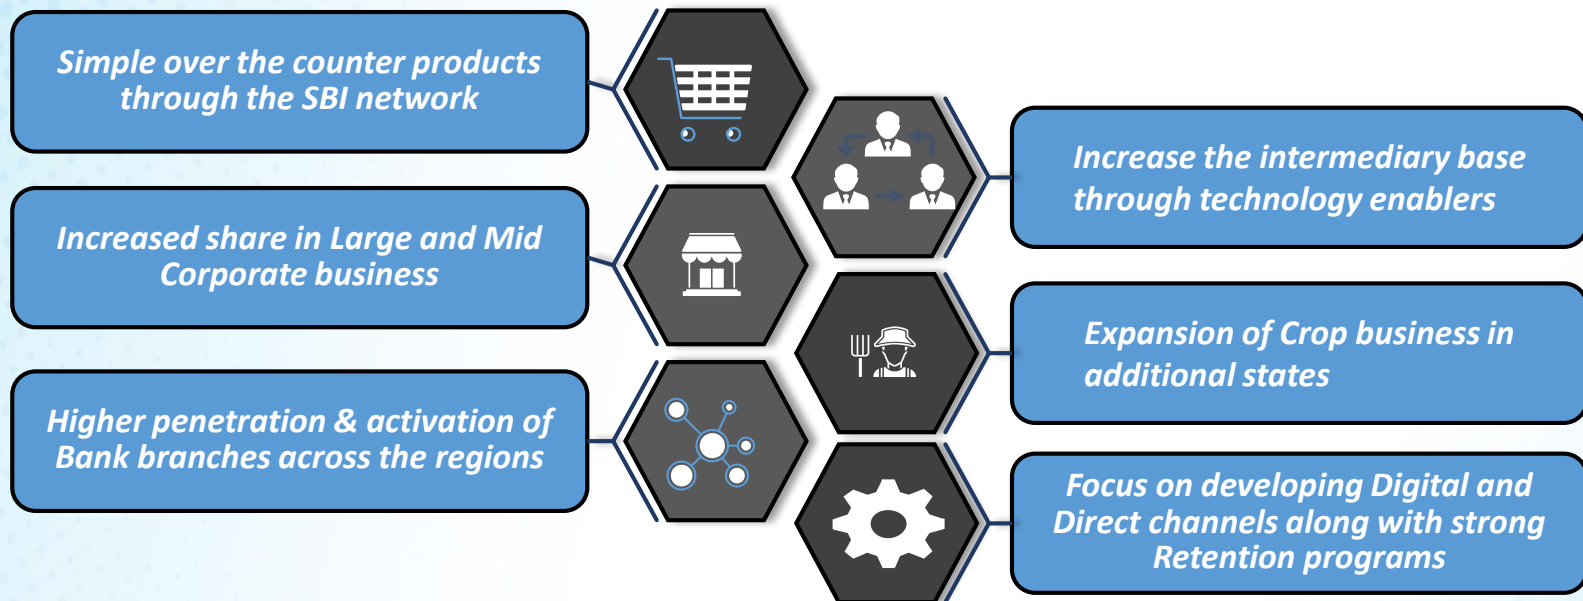 Simple over the counter products
through the SBI network
Increase the intermediary base
through technology enablers
Increased share in Large and Mid
Corporate business
Expansion of Crop business in
additional states
Higher penetration & activation of
Bank branches across the regions
Focus on developing Digital and
Direct channels along with strong
Retention programs